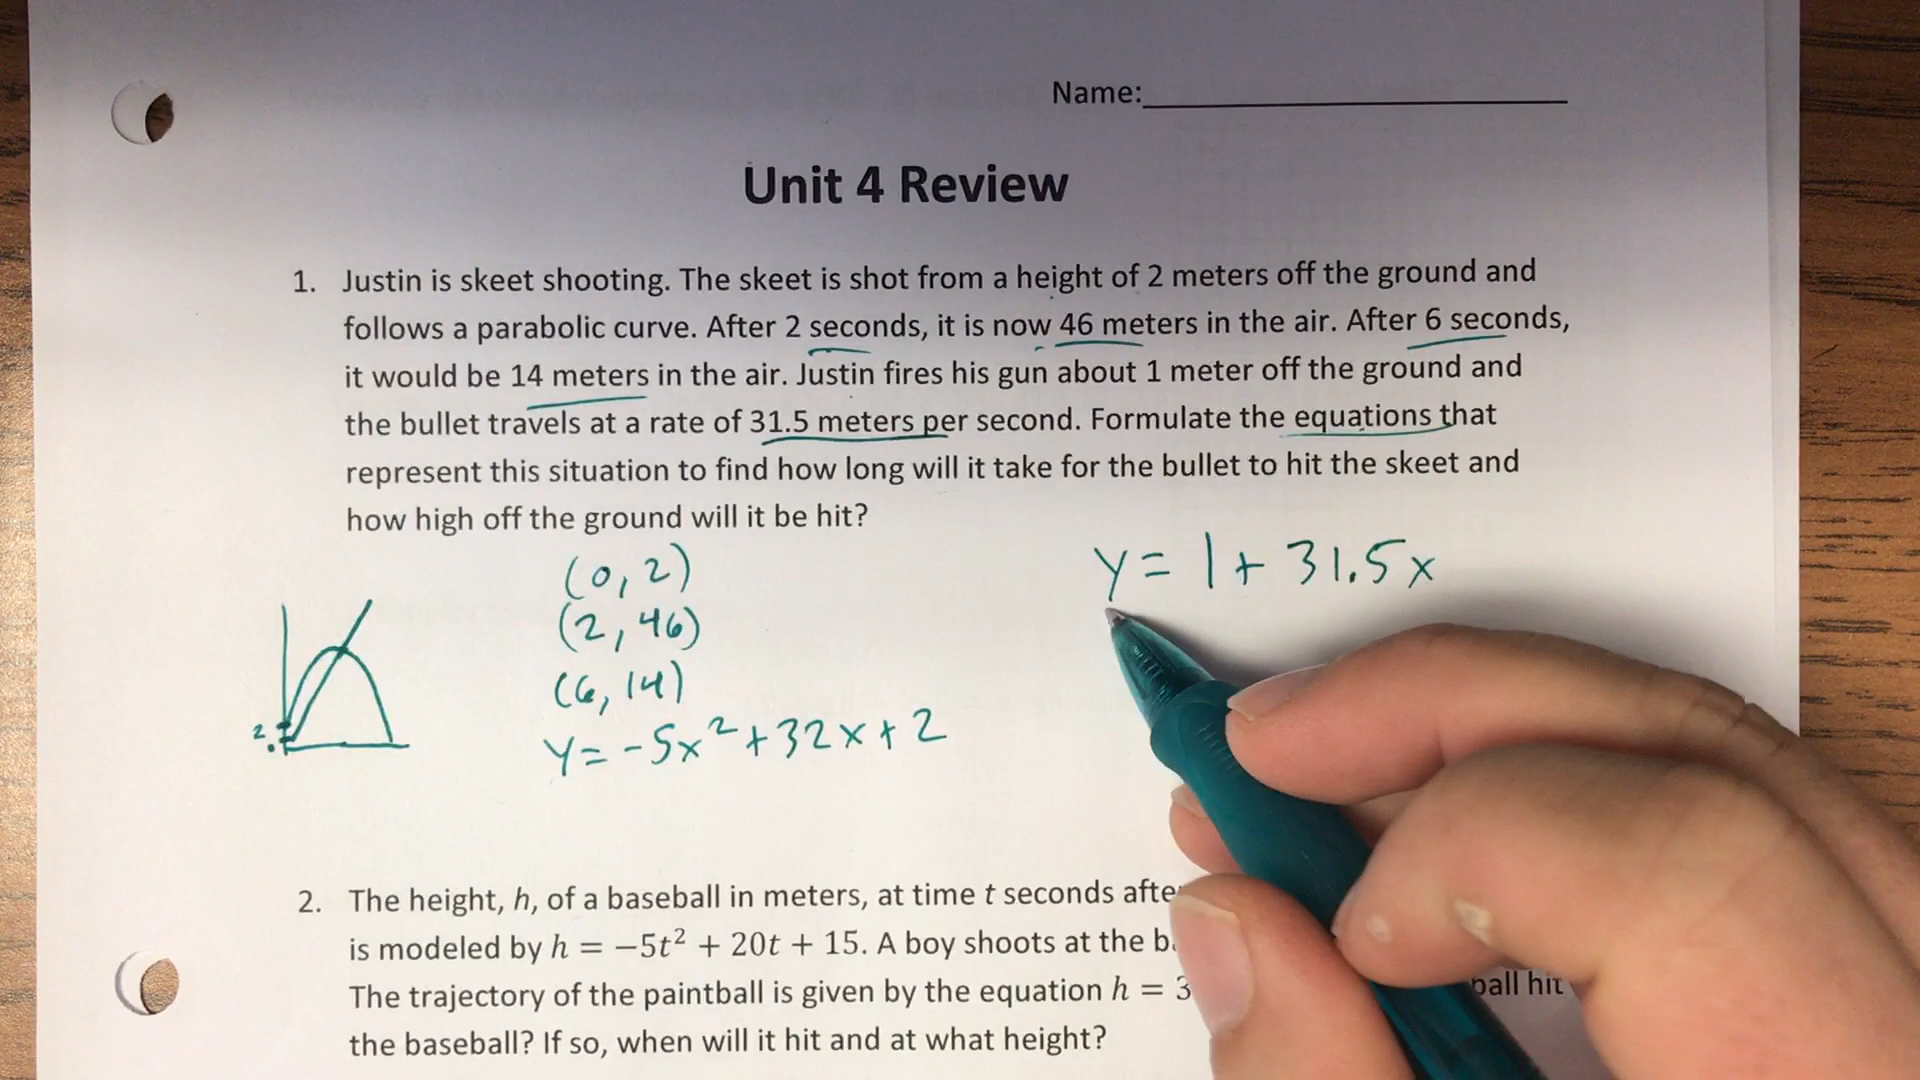 Name:
Unit 4 Review
1. Justin is skeet shooting. The skeet is shot from a height of 2 meters off the ground and
follows a parabolic curve. After 2 seconds, it is now 46 meters in the air. After 6 seconds,
it would be 14 meters in the air. Justin fires his gun about 1 meter off the ground and
the bullet travels at a rate of 31.5 meters per second. Formulate the equations that
represent this situation to find how long will it take for the bullet to hit the skeet and
how high off the ground will it be hit?
(0, 2)
(2, 46)
(6, 14)
y = -5x² + 32x + 2
2
y = 1 + 31.5x
2. The height, h, of a baseball in meters, at time t seconds
is modeled by h = −5t² + 20t + 15. A boy shoots at the
The trajectory of the paintball is given by the equation h = 3 ball hit
the baseball? If so, when will it hit and at what height?